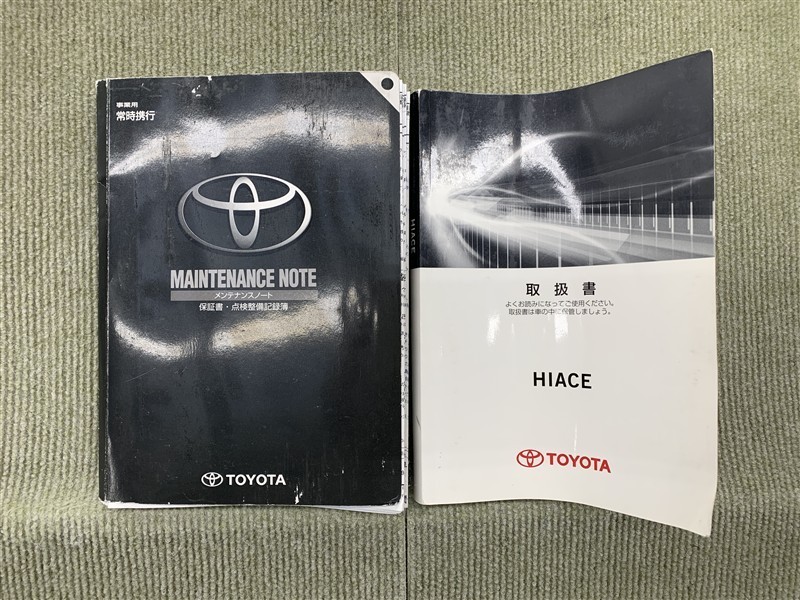 事業用
常時携行
MAINTENANCE NOTE
メンテナンスノート
保証書・点検整備記録簿
TOYOTA
HIACE
取扱書
よくお読みになってご使用ください。
取扱書は車の中に保管しましょう。
HIACE
TOYOTA